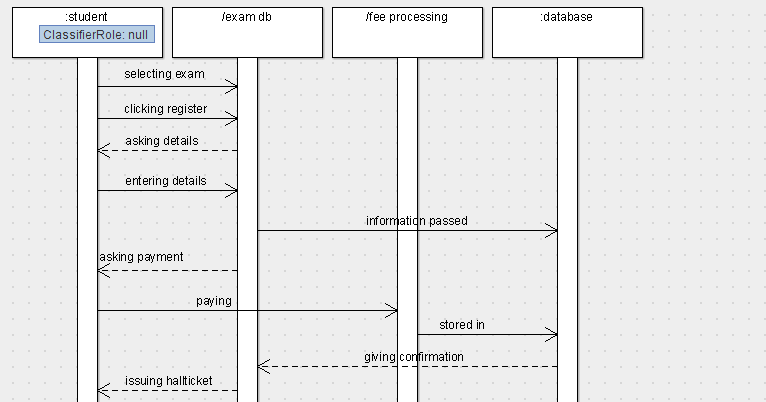 :student
/exam db
/fee processing
:database
ClassifierRole: null
selecting exam
clicking register
asking details
entering details
information passed
asking payment
paying
stored in
giving confirmation
issuing hallticket